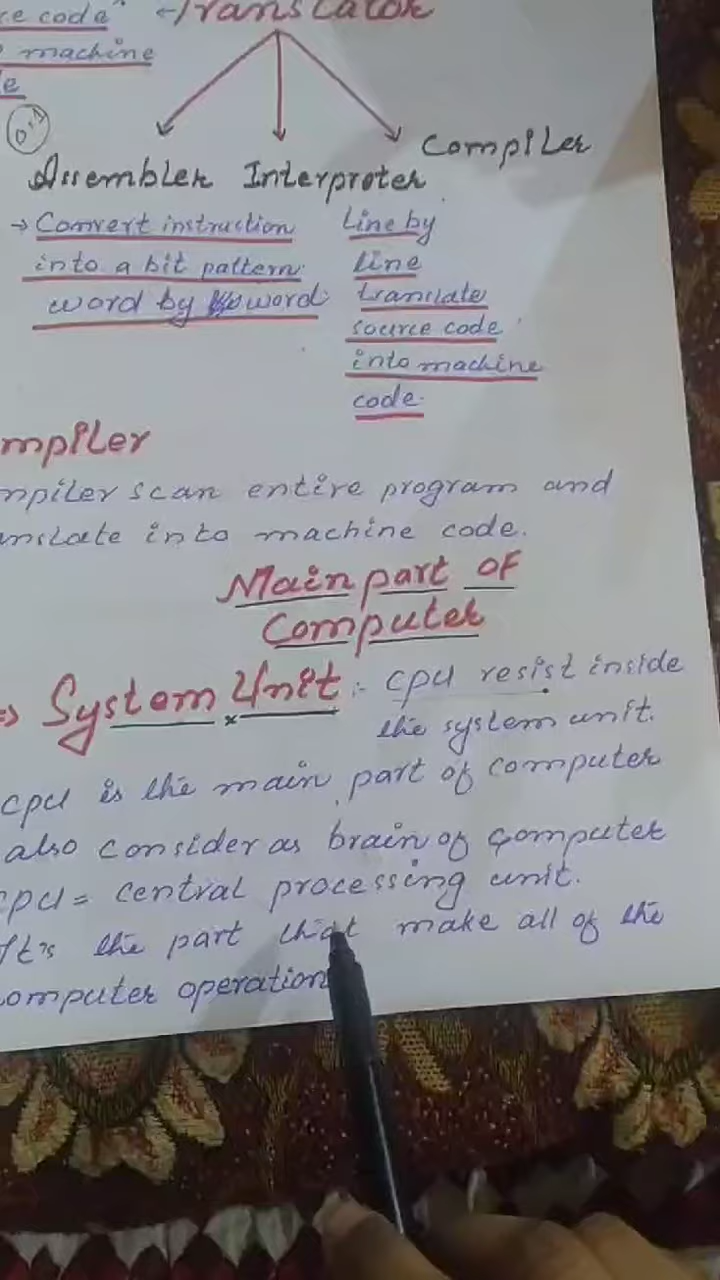 ce code Translator
machine
e
Assembler Interpreter Compiler
→ Convert instruction
into a bit pattern
word by word.
Line by
line
translate
source code
into machine
code.
mpiler
mpiler scan entire program and
nslate into machine code.
Main part of
Computer
⇒ System Unit :- CPU resist inside
the system unit.
CPU is the main part of computer
also consider as brain of computer
CPU = central processing unit.
It's the part that make all of the
omputer operation